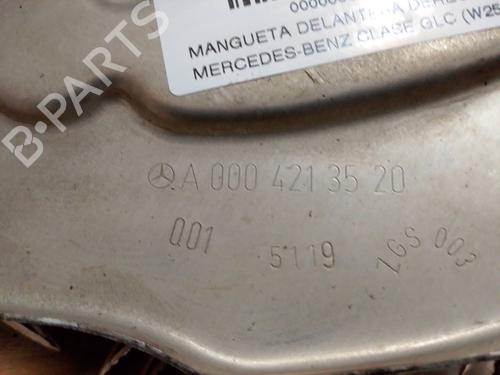 MANGUETA DELANTERA
MERCEDES-BENZ CLASE GLC (W25
B-PARTS
A 000 421 35 20
Q01 5119 ZGS 003